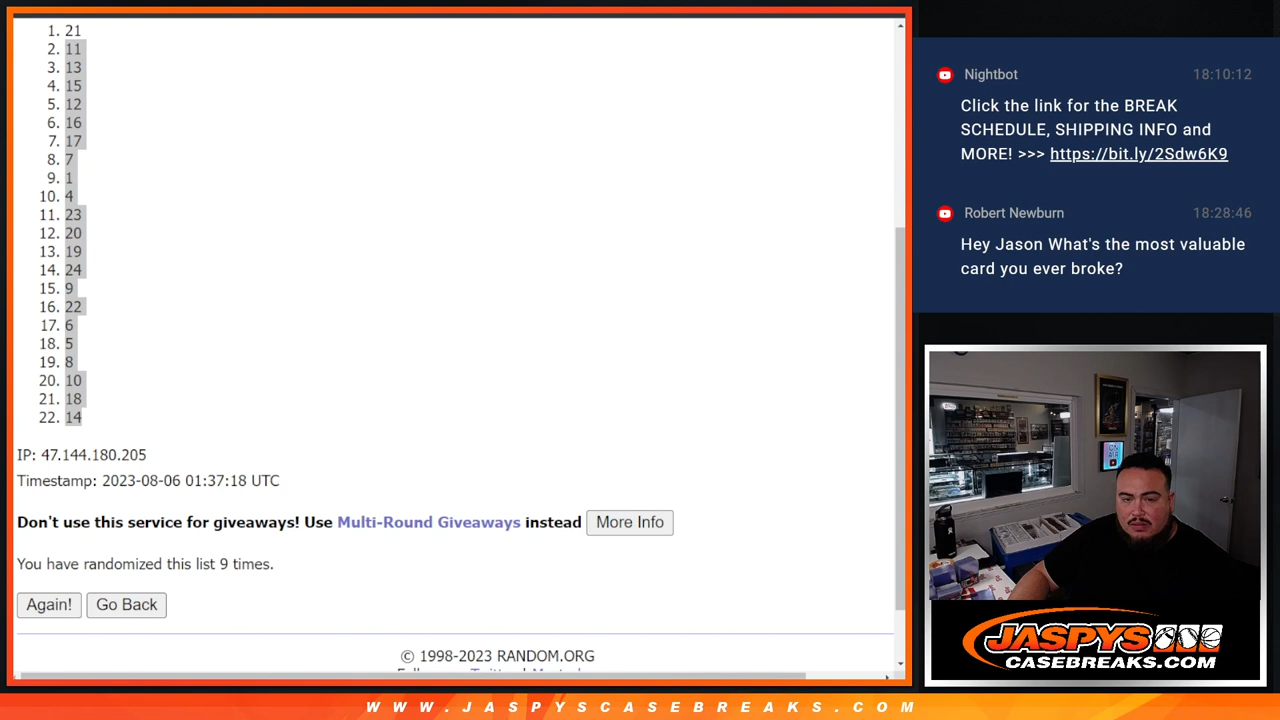 1. 21
2. 11
3. 13
4. 15
5. 12
6. 16
7. 17
8. 7
9. 1
10. 4
11. 23
12. 20
13. 19
14. 24
15. 9
16. 22
17. 6
18. 5
19. 8
20. 10
21. 18
22. 14
IP: 47.144.180.205
Timestamp: 2023-08-06 01:37:18 UTC
Don't use this service for giveaways! Use Multi-Round Giveaways instead More Info
You have randomized this list 9 times.
Again! Go Back
© 1998-2023 RANDOM.ORG
Nightbot 18:10:12
Click the link for the BREAK
SCHEDULE, SHIPPING INFO and
MORE! >>> https://bit.ly/2Sdw6K9
Robert Newburn 18:28:46
Hey Jason What's the most valuable
card you ever broke?
ON
AIR
JASPYS
CASEBREAKS.COM
WWW.JASPYSCASEBREAKS.COM